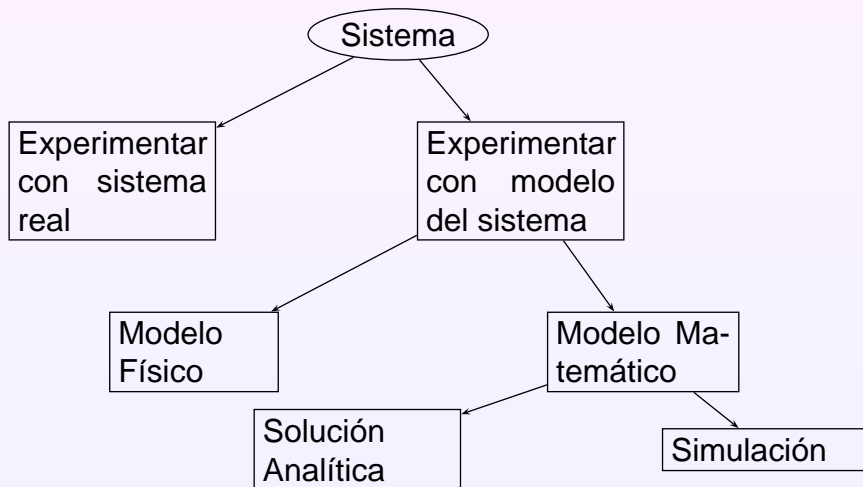 Sistema
Experimentar
con sistema
real
Experimentar
con modelo
del sistema
Modelo
Físico
Modelo Ma-
temático
Solución
Analítica
Simulación